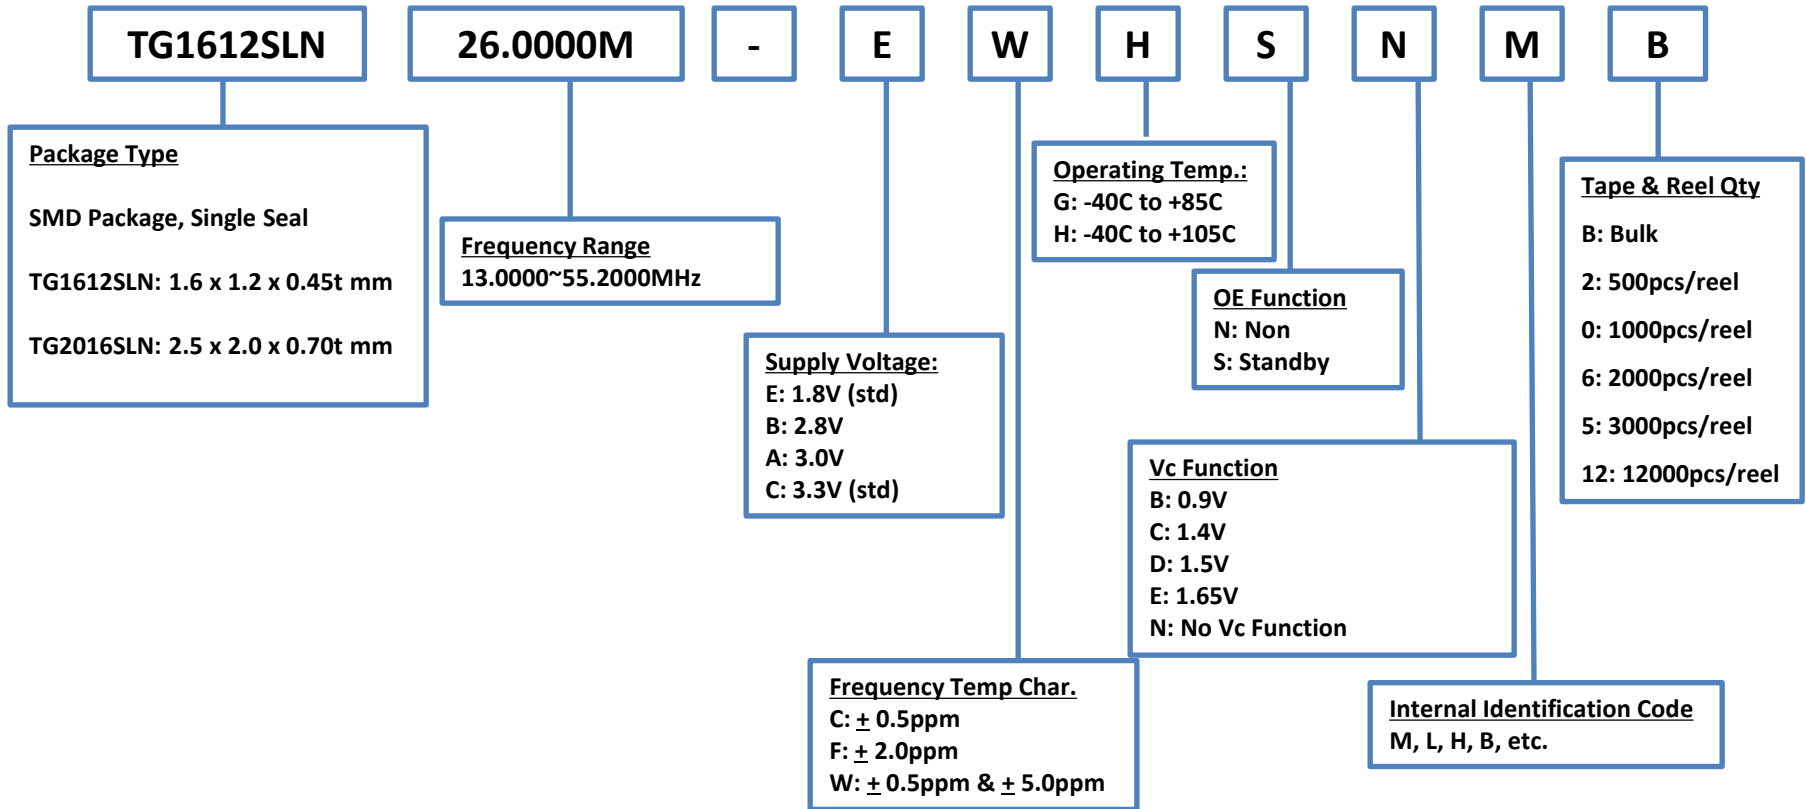 TG1612SLN 26.0000M - E W H S N M B
Package Type
SMD Package, Single Seal
TG1612SLN: 1.6 x 1.2 x 0.45t mm
TG2016SLN: 2.5 x 2.0 x 0.70t mm
Frequency Range
13.0000~55.2000MHz
Supply Voltage:
E: 1.8V (std)
B: 2.8V
A: 3.0V
C: 3.3V (std)
Frequency Temp Char.
C: ± 0.5ppm
F: ± 2.0ppm
W: ± 0.5ppm & ± 5.0ppm
Operating Temp.:
G: -40C to +85C
H: -40C to +105C
OE Function
N: Non
S: Standby
Vc Function
B: 0.9V
C: 1.4V
D: 1.5V
E: 1.65V
N: No Vc Function
Internal Identification Code
M, L, H, B, etc.
Tape & Reel Qty
B: Bulk
2: 500pcs/reel
0: 1000pcs/reel
6: 2000pcs/reel
5: 3000pcs/reel
12: 12000pcs/reel